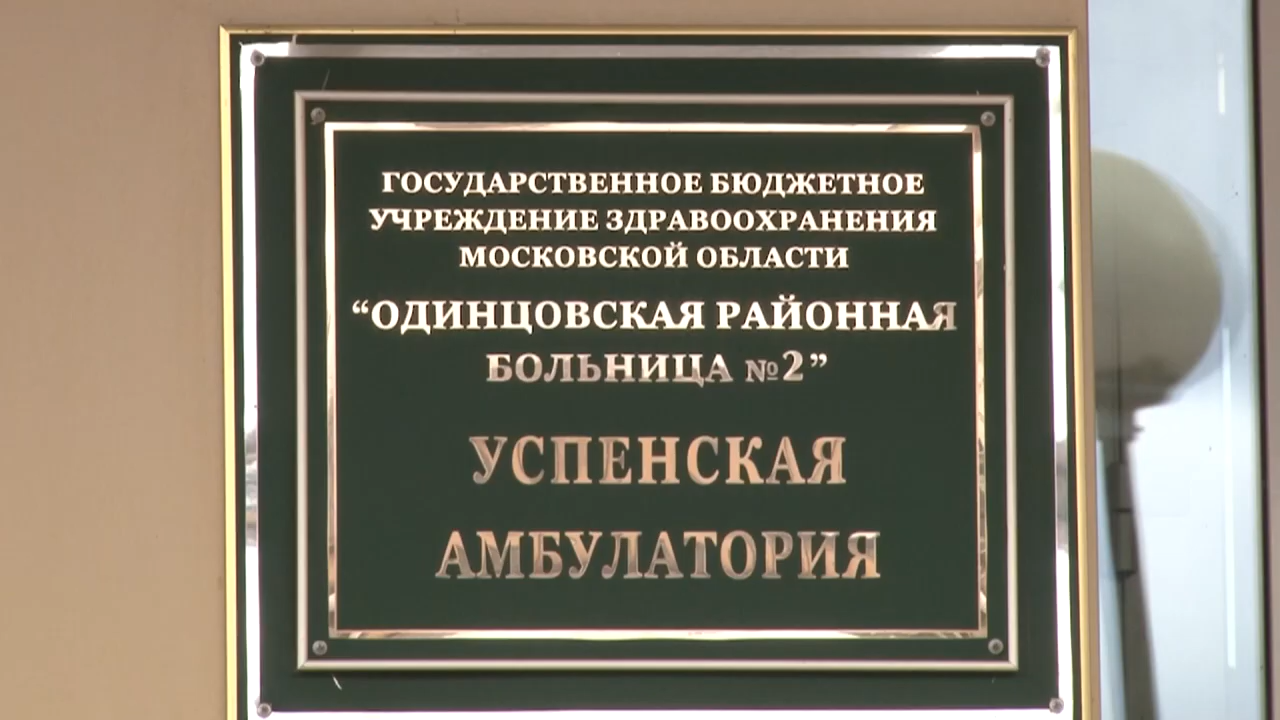 ГОСУДАРСТВЕННОЕ БЮДЖЕТНОЕ
УЧРЕЖДЕНИЕ ЗДРАВООХРАНЕНИЯ
МОСКОВСКОЙ ОБЛАСТИ
“ОДИНЦОВСКАЯ РАЙОННАЯ
БОЛЬНИЦА №2”
УСПЕНСКАЯ
АМБУЛАТОРИЯ